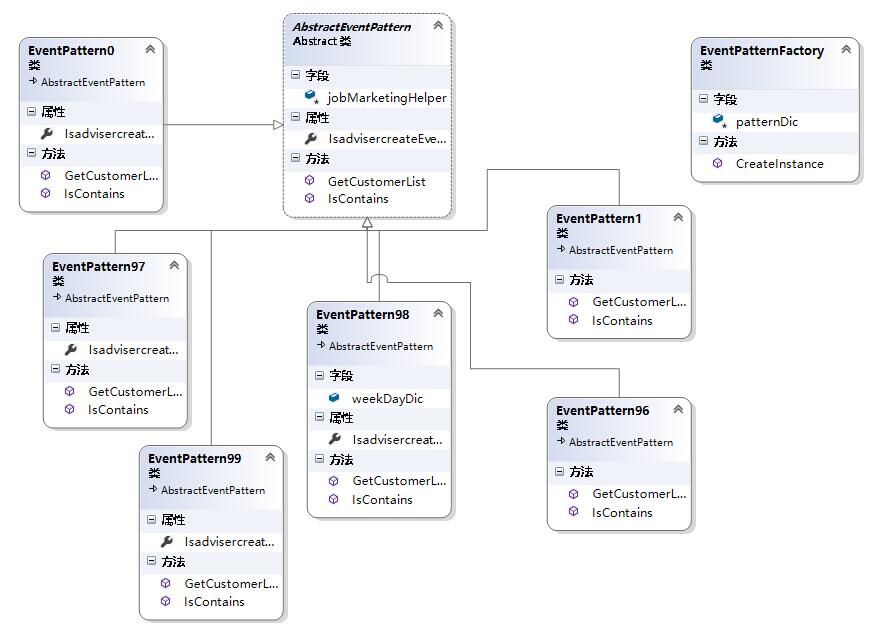 EventPattern0
类
AbstractEventPattern
属性
Isadvisercreat...
方法
GetCustomerL...
IsContains
AbstractEventPattern
Abstract 类
字段
jobMarketingHelper
属性
IsadvisercreateEve...
方法
GetCustomerList
IsContains
EventPatternFactory
类
字段
patternDic
方法
CreateInstance
EventPattern1
类
AbstractEventPattern
方法
GetCustomerL...
IsContains
EventPattern97
类
AbstractEventPattern
属性
Isadvisercreat...
方法
GetCustomerL...
IsContains
EventPattern98
类
AbstractEventPattern
字段
weekDayDic
属性
Isadvisercreat...
方法
GetCustomerL...
IsContains
EventPattern96
类
AbstractEventPattern
方法
GetCustomerL...
IsContains
EventPattern99
类
AbstractEventPattern
属性
Isadvisercreat...
方法
GetCustomerL...
IsContains